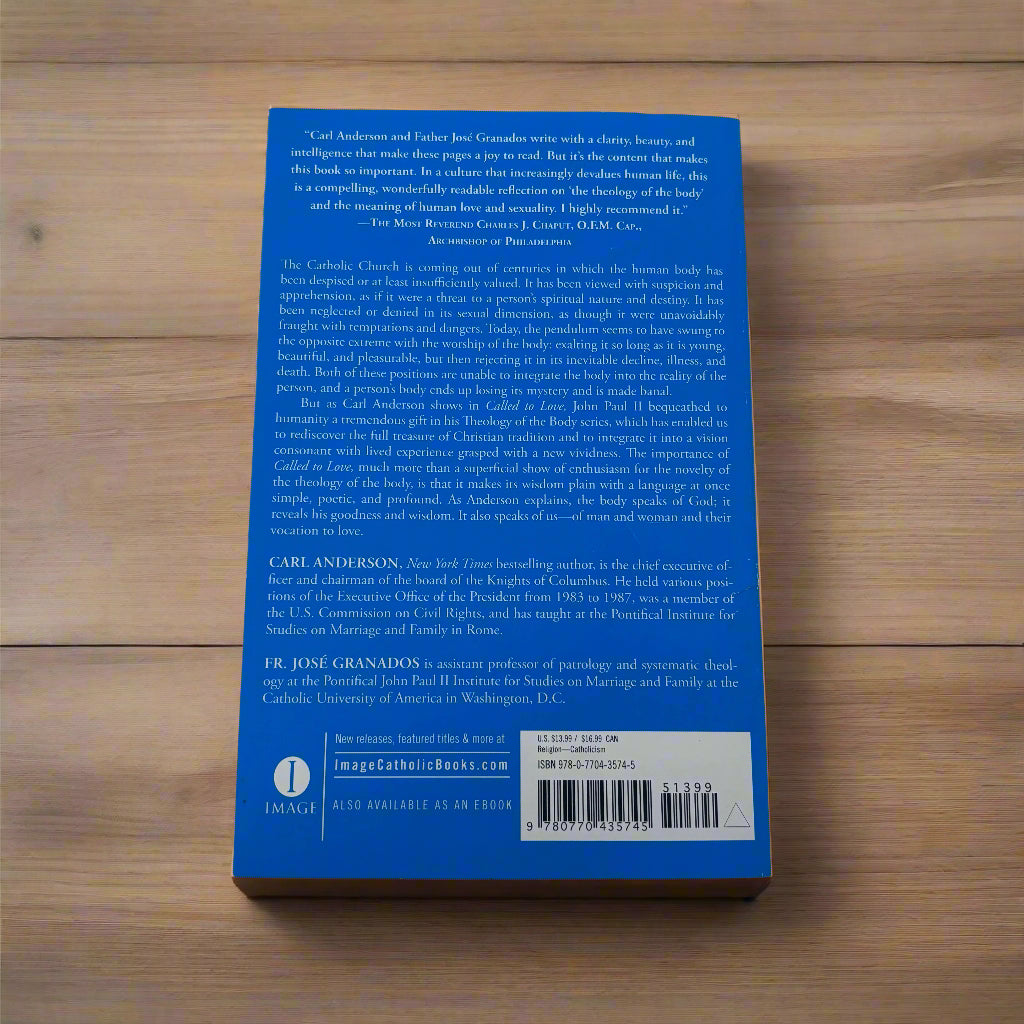 “Carl Anderson and Father José Granados write with a clarity, beauty, and
intelligence that make these pages a joy to read. But it’s the content that makes
this book so important. In a culture that increasingly devalues human life, this
is a compelling, wonderfully readable reflection on ‘the theology of the body’
and the meaning of human love and sexuality. I highly recommend it.”
—The Most Reverend Charles J. Chaput, O.F.M. Cap.,
Archbishop of Philadelphia
The Catholic Church is coming out of centuries in which the human body has
been despised or at least insufficiently valued. It has been viewed with suspicion and
apprehension, as if it were a threat to a person’s spiritual nature and destiny. It has
been neglected or denied in its sexual dimension, as though it were unavoidably
fraught with temptations and dangers. Today, the pendulum seems to have swung to
the opposite extreme with the worship of the body: exalting it so long as it is young,
beautiful, and pleasurable, but then rejecting it in its inevitable decline, illness, and
death. Both of these positions are unable to integrate the body into the reality of the
person, and a person’s body ends up losing its mystery and is made banal.
But as Carl Anderson shows in Called to Love, John Paul II bequeathed to
humanity a tremendous gift in his Theology of the Body series, which has enabled us
to rediscover the full treasure of Christian tradition and to integrate it into a vision
consonant with lived experience grasped with a new vividness. The importance of
Called to Love, much more than a superficial show of enthusiasm for the novelty of
the theology of the body, is that it makes its wisdom plain with a language at once
simple, poetic, and profound. As Anderson explains, the body speaks of God; it
reveals his goodness and wisdom. It also speaks of us—of man and woman and their
vocation to love.
CARL ANDERSON, New York Times bestselling author, is the chief executive of-
ficer and chairman of the board of the Knights of Columbus. He held various posi-
tions of the Executive Office of the President from 1983 to 1987, was a member of
the U.S. Commission on Civil Rights, and has taught at the Pontifical Institute for
Studies on Marriage and Family in Rome.
FR. JOSÉ GRANADOS is assistant professor of patrology and systematic theol-
ogy at the Pontifical John Paul II Institute for Studies on Marriage and Family at the
Catholic University of America in Washington, D.C.
I
IMAGE
New releases, featured titles & more at
ImageCatholicBooks.com
ALSO AVAILABLE AS AN EBOOK
U.S. $13.99 / $16.99 CAN
Religion—Catholicism
ISBN 978-0-7704-3574-5
51399
9 780770 435745